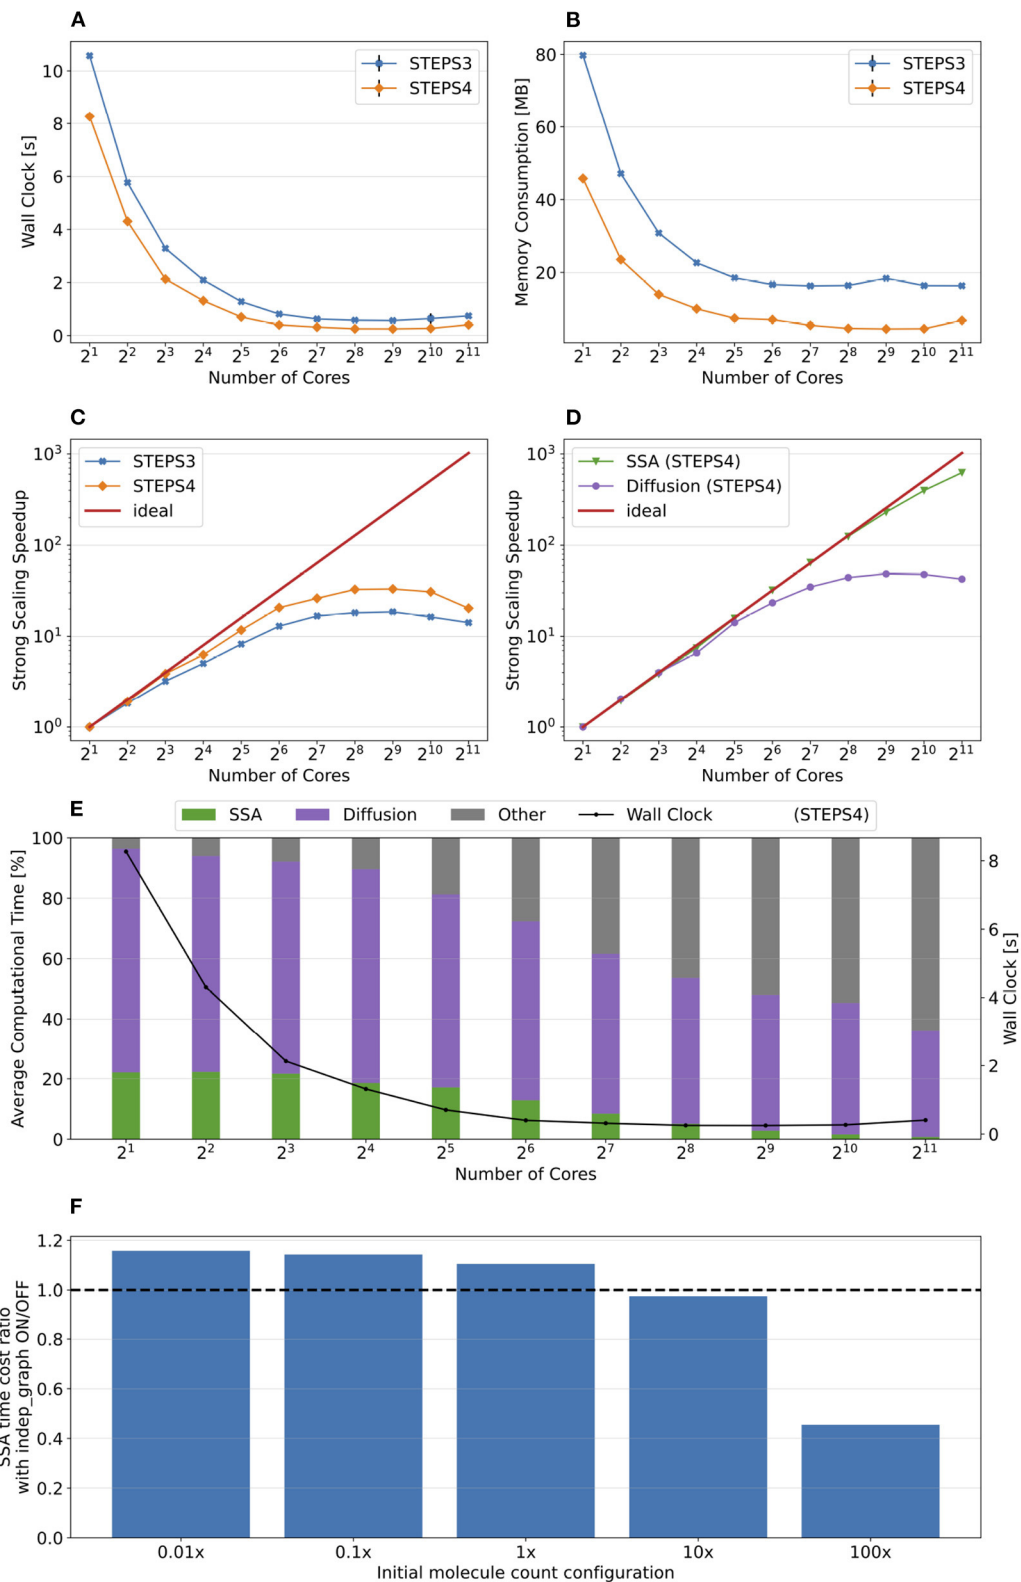 A
Wall Clock [s]
10
8
6
4
2
0
STEPS3
STEPS4
2¹ 2² 2³ 2⁴ 2⁵ 2⁶ 2⁷ 2⁸ 2⁹ 2¹⁰ 2¹¹
Number of Cores
B
Memory Consumption [MB]
80
60
40
20
STEPS3
STEPS4
2¹ 2² 2³ 2⁴ 2⁵ 2⁶ 2⁷ 2⁸ 2⁹ 2¹⁰ 2¹¹
Number of Cores
C
Strong Scaling Speedup
10³
10²
10¹
10⁰
STEPS3
STEPS4
ideal
2¹ 2² 2³ 2⁴ 2⁵ 2⁶ 2⁷ 2⁸ 2⁹ 2¹⁰ 2¹¹
Number of Cores
D
Strong Scaling Speedup
10³
10²
10¹
10⁰
SSA (STEPS4)
Diffusion (STEPS4)
ideal
2¹ 2² 2³ 2⁴ 2⁵ 2⁶ 2⁷ 2⁸ 2⁹ 2¹⁰ 2¹¹
Number of Cores
E
SSA Diffusion Other Wall Clock (STEPS4)
Average Computational Time [%]
100
80
60
40
20
0
8
6
4
2
0
Wall Clock [s]
2¹ 2² 2³ 2⁴ 2⁵ 2⁶ 2⁷ 2⁸ 2⁹ 2¹⁰ 2¹¹
Number of Cores
F
SSA time cost ratio
with indep_graph ON/OFF
1.2
1.0
0.8
0.6
0.4
0.2
0.0
0.01x 0.1x 1x 10x 100x
Initial molecule count configuration